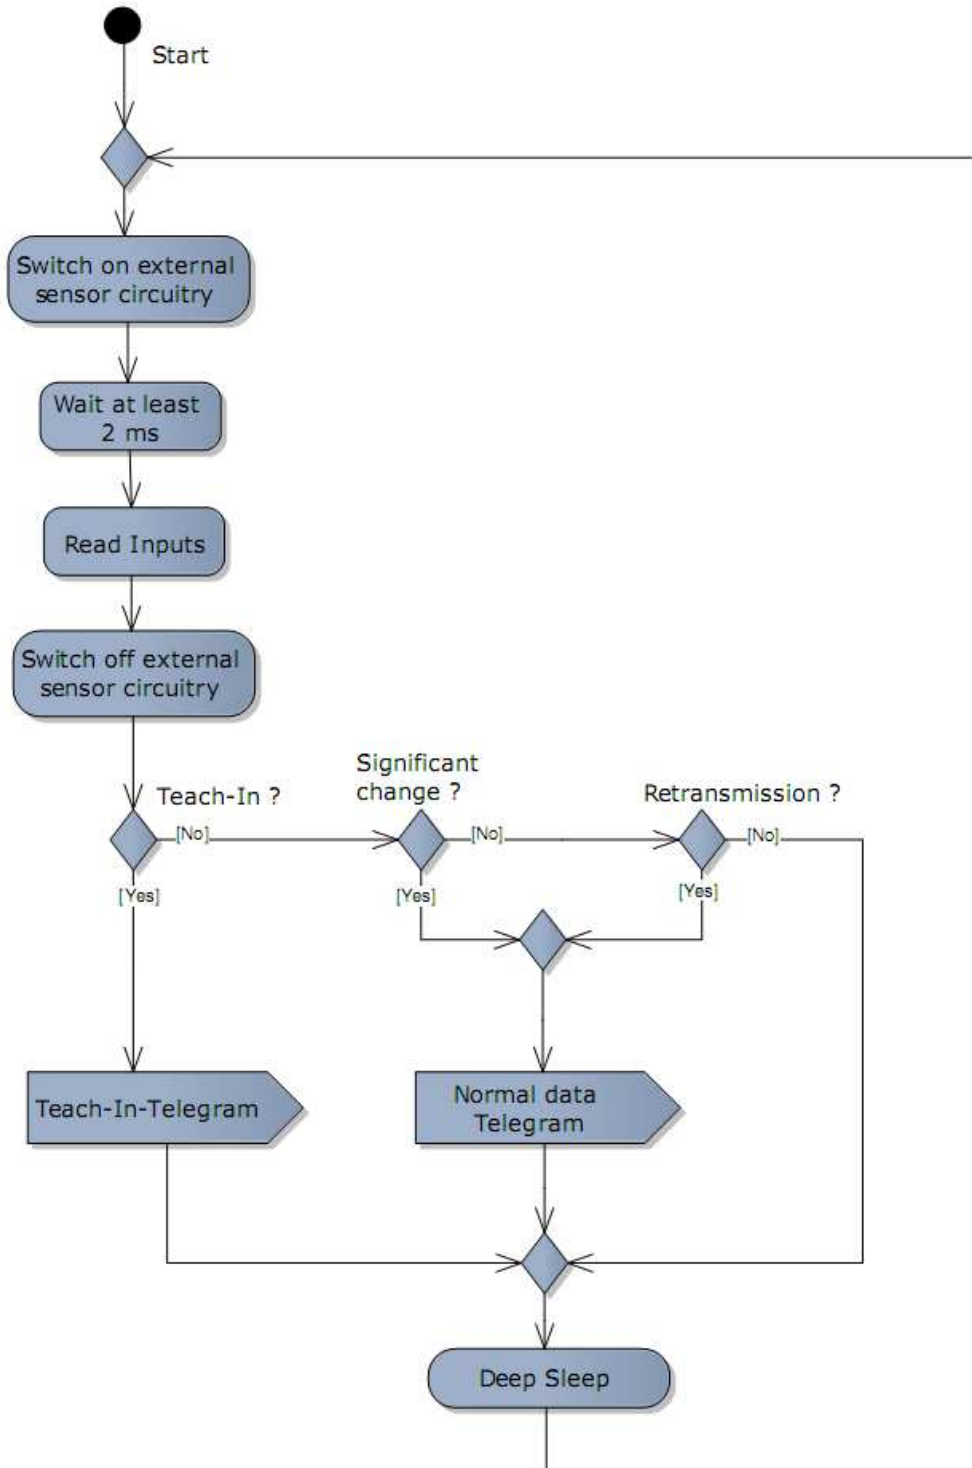 Start
Switch on external
sensor circuitry
Wait at least
2 ms
Read Inputs
Switch off external
sensor circuitry
Teach-In ?
Significant
change ?
Retransmission ?
[No]
[No]
[No]
[Yes]
[Yes]
[Yes]
Teach-In-Telegram
Normal data
Telegram
Deep Sleep